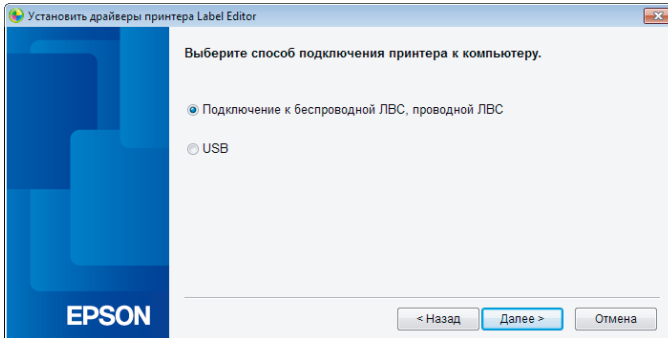 Установить драйверы принтера Label Editor
Выберите способ подключения принтера к компьютеру.
Подключение к беспроводной ЛВС, проводной ЛВС
USB
EPSON
< Назад
Далее >
Отмена